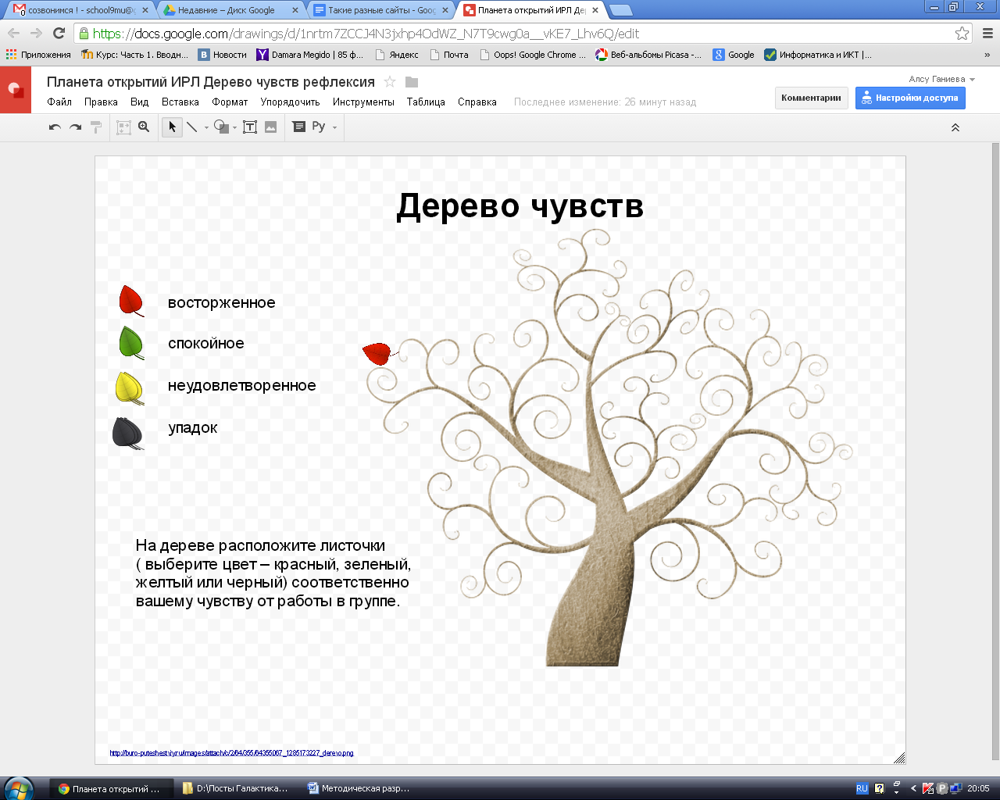 созвонимся ! - school9mu@g
Недавние – Диск Google
Такие разные сайты - Goog
Планета открытий ИРЛ Дер
https://docs.google.com/drawings/d/1nrtm7ZCCJ4N3jxhp4OdWZ_N7T9cwg0a__vKE7_Lhv6Q/edit
Приложения
Курс: Часть 1. Вводн...
Новости
Damara Megido | 85 ф...
Яндекс
Почта
Oops! Google Chrome ...
Веб-альбомы Picasa -...
Google
Информатика и ИКТ |...
»
Планета открытий ИРЛ Дерево чувств рефлексия
Алсу Ганиева
Файл Правка Вид Вставка Формат Упорядочить Инструменты Таблица Справка Последнее изменение: 26 минут назад
Комментарии
Настройки доступа
Ру
Дерево чувств
восторженное
спокойное
неудовлетворенное
упадок
На дереве расположите листочки
( выберите цвет – красный, зеленый,
желтый или черный) соответственно
вашему чувству от работы в группе.
Планета открытий ...
D:\Посты Галактика...
Методическая разр...
RU
20:05